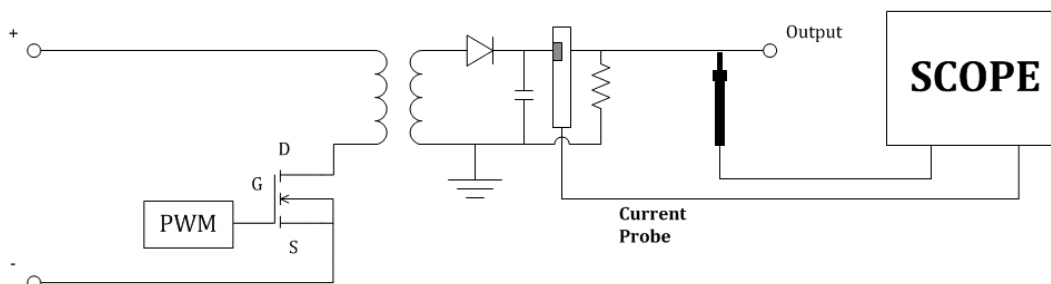 +
Output
SCOPE
D
G
PWM
S
Current
Probe
-